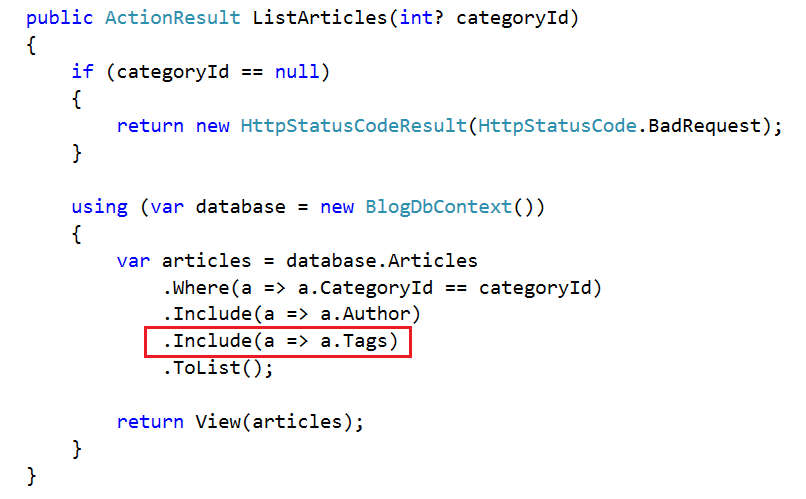 public ActionResult ListArticles(int? categoryId)
{
    if (categoryId == null)
    {
        return new HttpStatusCodeResult(HttpStatusCode.BadRequest);
    }

    using (var database = new BlogDbContext())
    {
        var articles = database.Articles
            .Where(a => a.CategoryId == categoryId)
            .Include(a => a.Author)
            .Include(a => a.Tags)
            .ToList();

        return View(articles);
    }
}